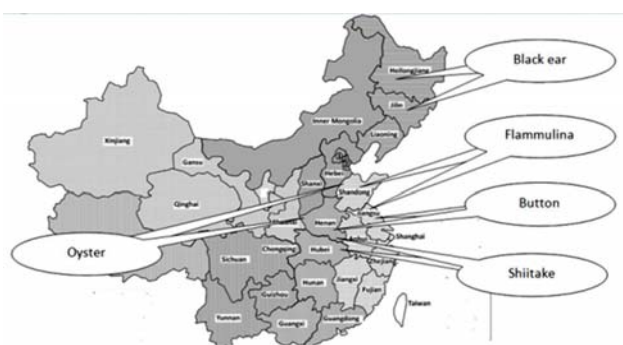 Black ear
Heilongjiang
Jilin
Inner Mongolia
Liaoning
Xinjiang
Gansu
Flammulina
Hebei
Shanxi
Shandong
Qinghai
Button
Henan
Shanghai
Oyster
Sichuan
Chongqing
Hubei
Zhejiang
Shiitake
Hunan
Jiangxi
Guizhou
Fujian
Yunnan
Guangxi
Guangdong
Taiwan